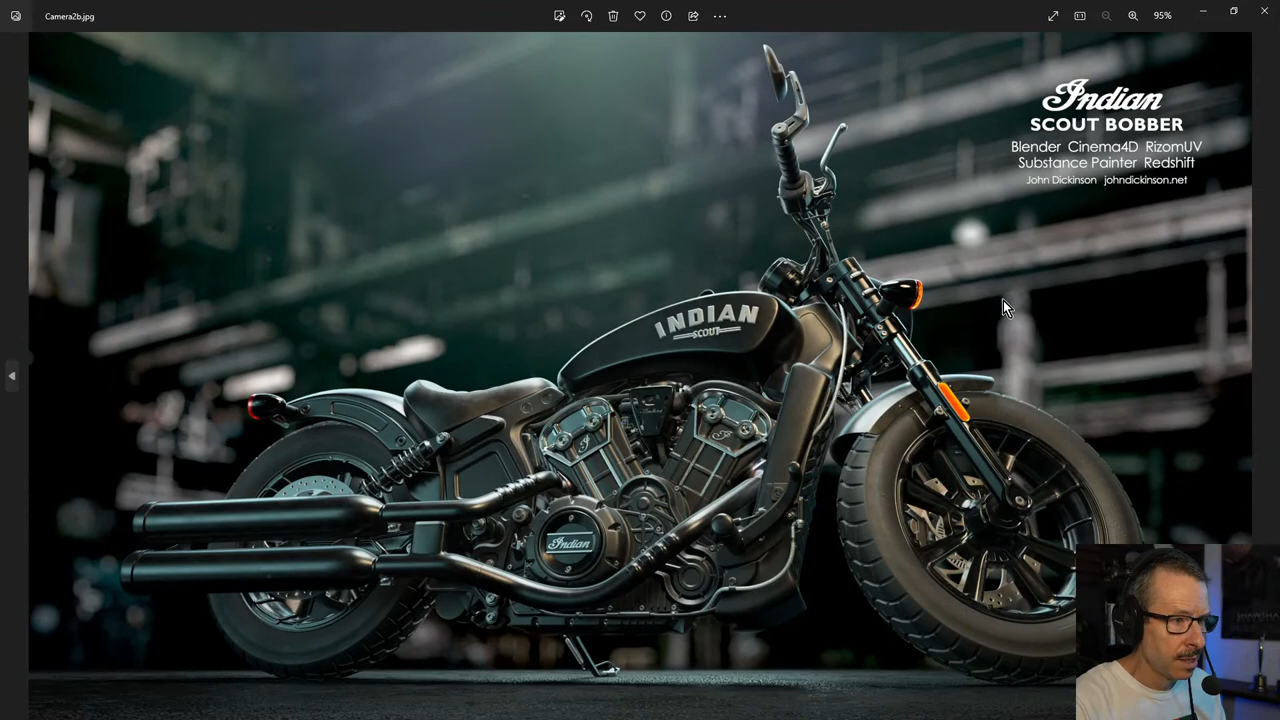 Camera2b.jpg
95%
Indian
SCOUT BOBBER
Blender Cinema4D RizomUV
Substance Painter Redshift
John Dickinson johndickinson.net
INDIAN
SCOUT
Indian